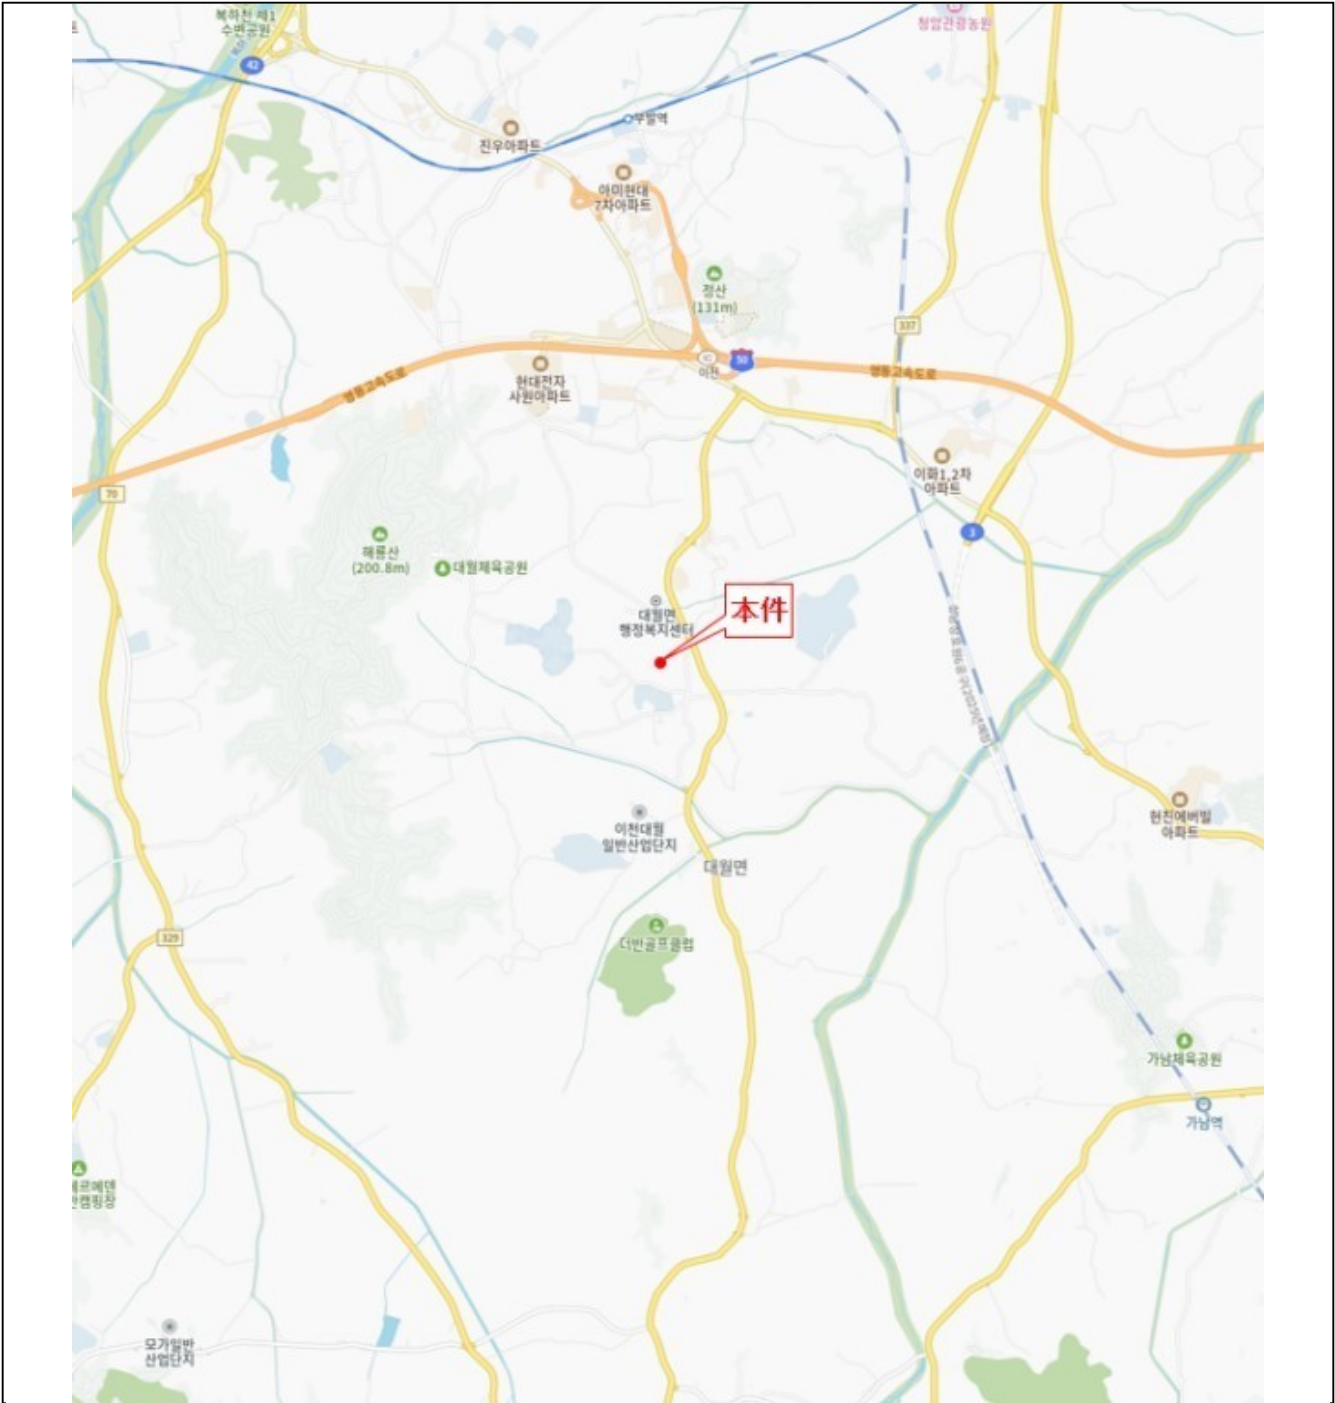 복하천 제1
수변공원
청암관광농원
42
부발역
진우아파트
아미현대
7차아파트
정산
(131m)
337
IC
이천
50
영동고속도로
영동고속도로
현대전자
사원아파트
이화1,2차
아파트
70
3
해룡산
(200.8m)
대월체육공원
대월면
행정복지센터
本件
현진에버빌
아파트
이천대월
일반산업단지
대월면
329
더반골프클럽
가남체육공원
가남역
모가일반
산업단지